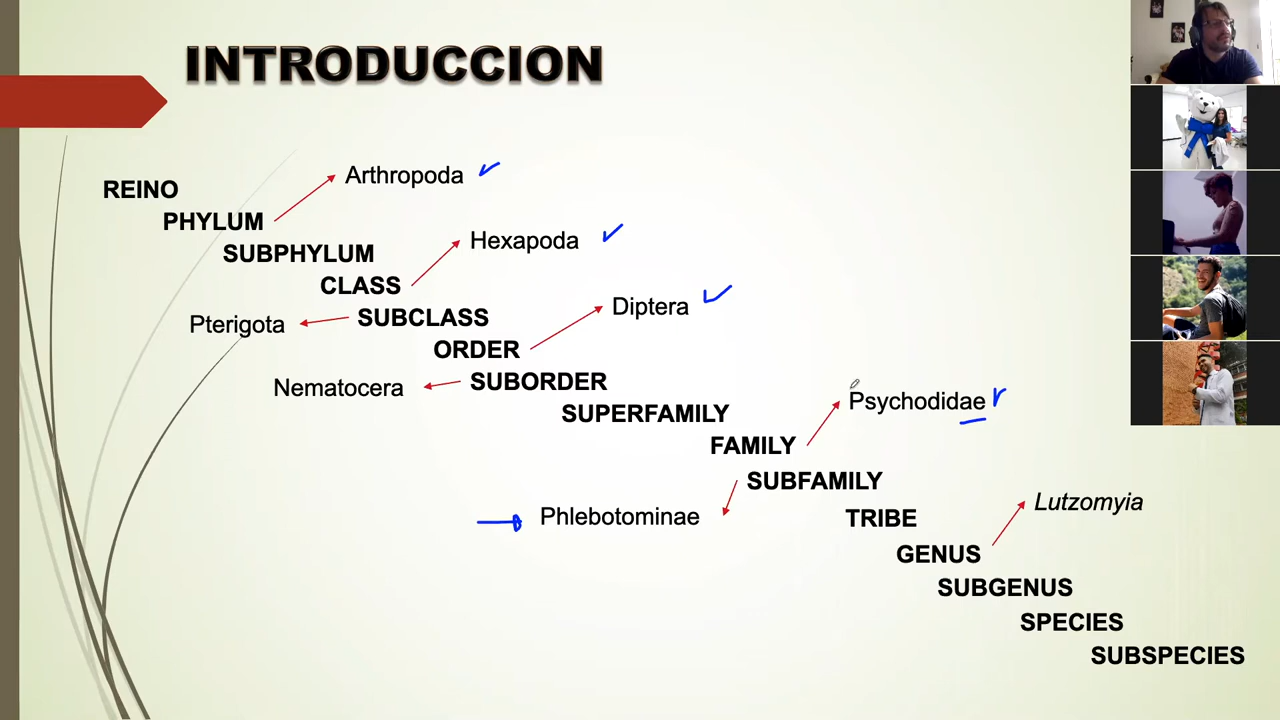 INTRODUCCION
Arthropoda
REINO
PHYLUM
Hexapoda
SUBPHYLUM
CLASS
Diptera
Pterigota
SUBCLASS
ORDER
Nematocera
SUBORDER
Psychodidae
SUPERFAMILY
FAMILY
SUBFAMILY
Lutzomyia
Phlebotominae
TRIBE
GENUS
SUBGENUS
SPECIES
SUBSPECIES